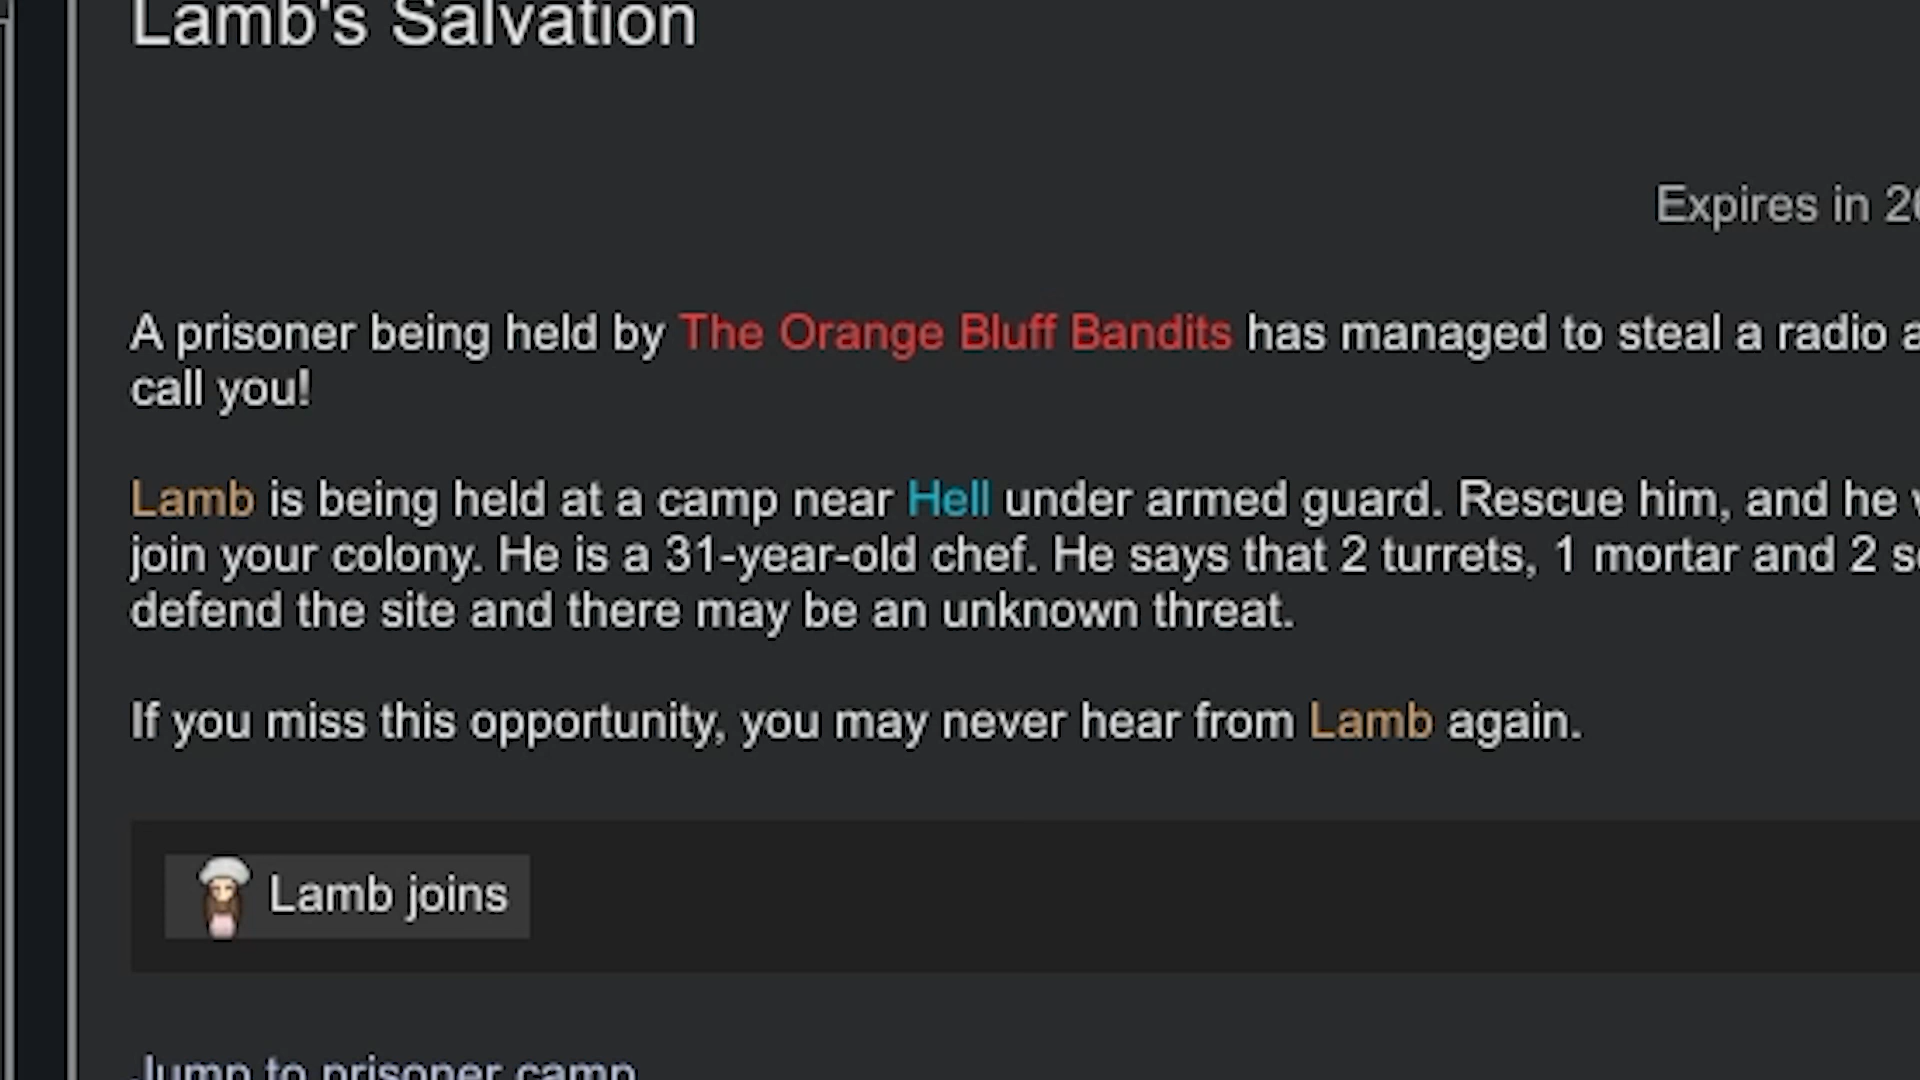 Lamb's Salvation
Expires in
A prisoner being held by The Orange Bluff Bandits has managed to steal a radio
call you!
Lamb is being held at a camp near Hell under armed guard. Rescue him, and he
join your colony. He is a 31-year-old chef. He says that 2 turrets, 1 mortar and 2
defend the site and there may be an unknown threat.
If you miss this opportunity, you may never hear from Lamb again.
Lamb joins
Jump to prisoner camp